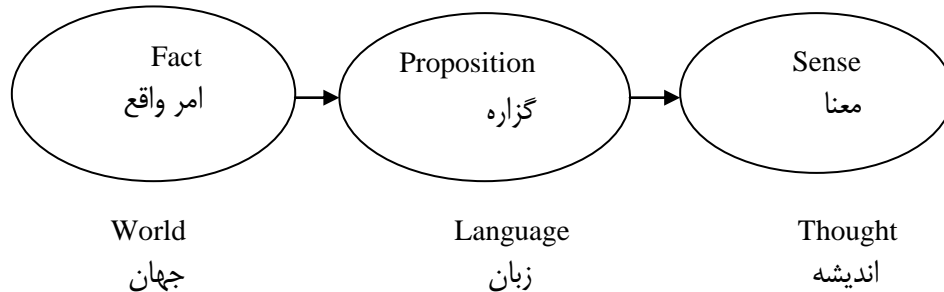 Fact
امر واقع
Proposition
گزاره
Sense
معنا
World
جهان
Language
زبان
Thought
اندیشه